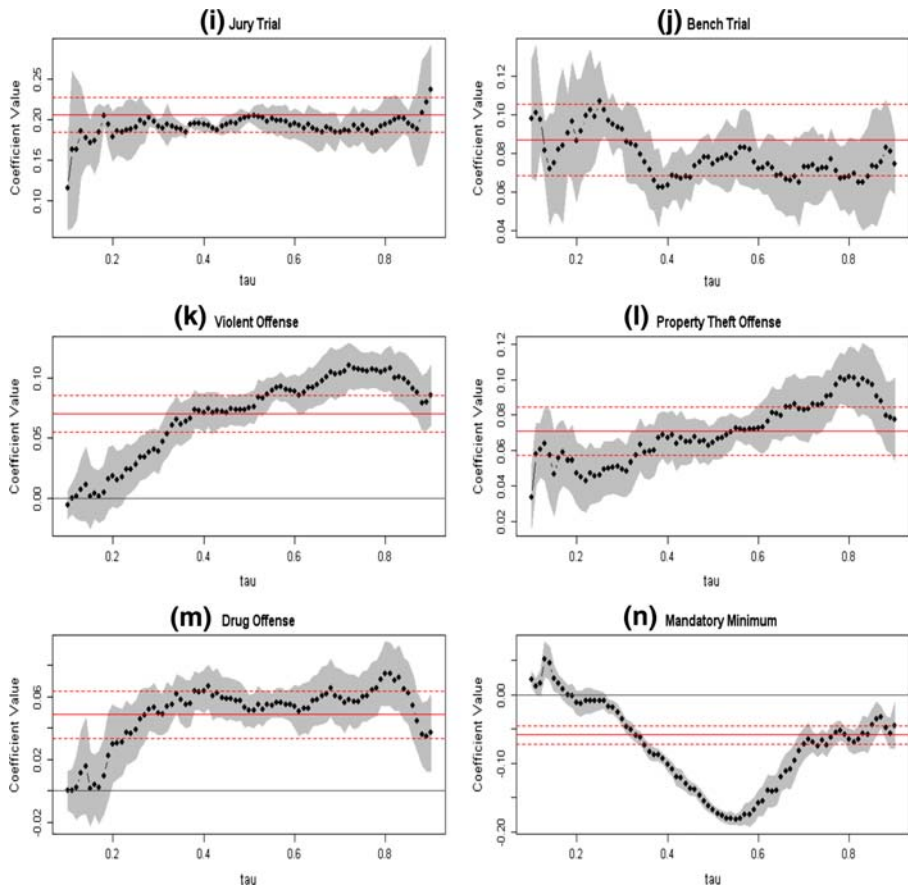 (i) Jury Trial
Coefficient Value
0.10 0.15 0.20 0.25
0.2 0.4 0.6 0.8
tau
(j) Bench Trial
Coefficient Value
0.04 0.06 0.08 0.10 0.12
0.2 0.4 0.6 0.8
tau
(k) Violent Offense
Coefficient Value
0.00 0.05 0.10
0.2 0.4 0.6 0.8
tau
(l) Property Theft Offense
Coefficient Value
0.02 0.04 0.06 0.08 0.10 0.12
0.2 0.4 0.6 0.8
tau
(m) Drug Offense
Coefficient Value
-0.02 0.02 0.06
0.2 0.4 0.6 0.8
tau
(n) Mandatory Minimum
Coefficient Value
-0.20 -0.10 0.00
0.2 0.4 0.6 0.8
tau